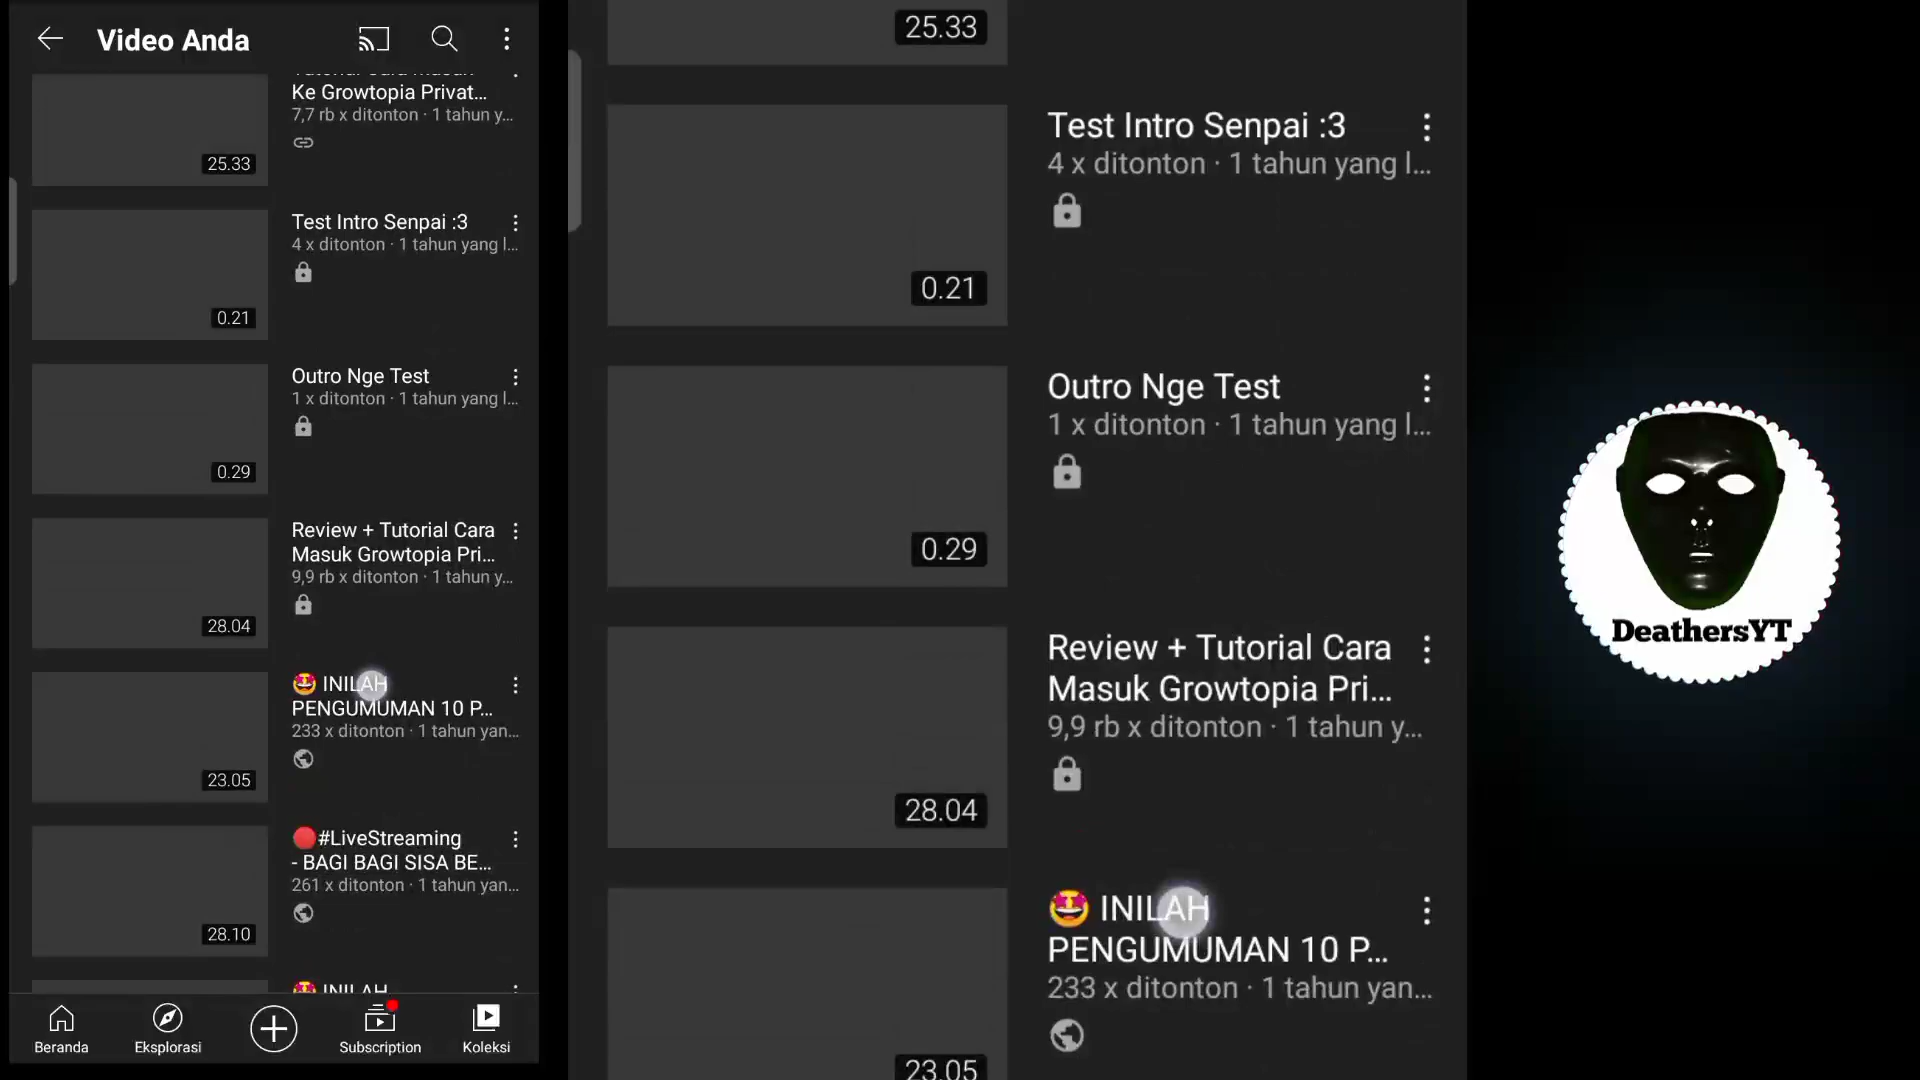 Video Anda
Ke Growtopia Privat...
7,7 rb x ditonton · 1 tahun y...
25.33
Test Intro Senpai :3
4 x ditonton · 1 tahun yang l...
0.21
Outro Nge Test
1 x ditonton · 1 tahun yang l...
0.29
Review + Tutorial Cara
Masuk Growtopia Pri...
9,9 rb x ditonton · 1 tahun y...
28.04
🤩 INILAH
PENGUMUMAN 10 P...
233 x ditonton · 1 tahun yan...
23.05
🔴#LiveStreaming
- BAGI BAGI SISA BE...
261 x ditonton · 1 tahun yan...
28.10
🤩 INILAH
Beranda
Eksplorasi
Subscription
Koleksi
25.33
Test Intro Senpai :3
4 x ditonton · 1 tahun yang l...
0.21
Outro Nge Test
1 x ditonton · 1 tahun yang l...
0.29
Review + Tutorial Cara
Masuk Growtopia Pri...
9,9 rb x ditonton · 1 tahun y...
28.04
🤩 INILAH
PENGUMUMAN 10 P...
233 x ditonton · 1 tahun yan...
23.05
DeathersYT